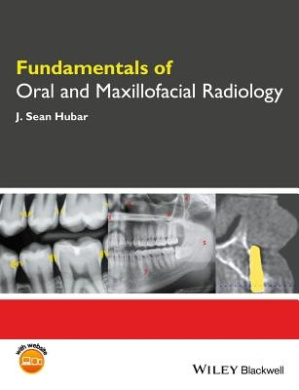 Fundamentals of
Oral and Maxillofacial Radiology
J. Sean Hubar
with website
WILEY Blackwell